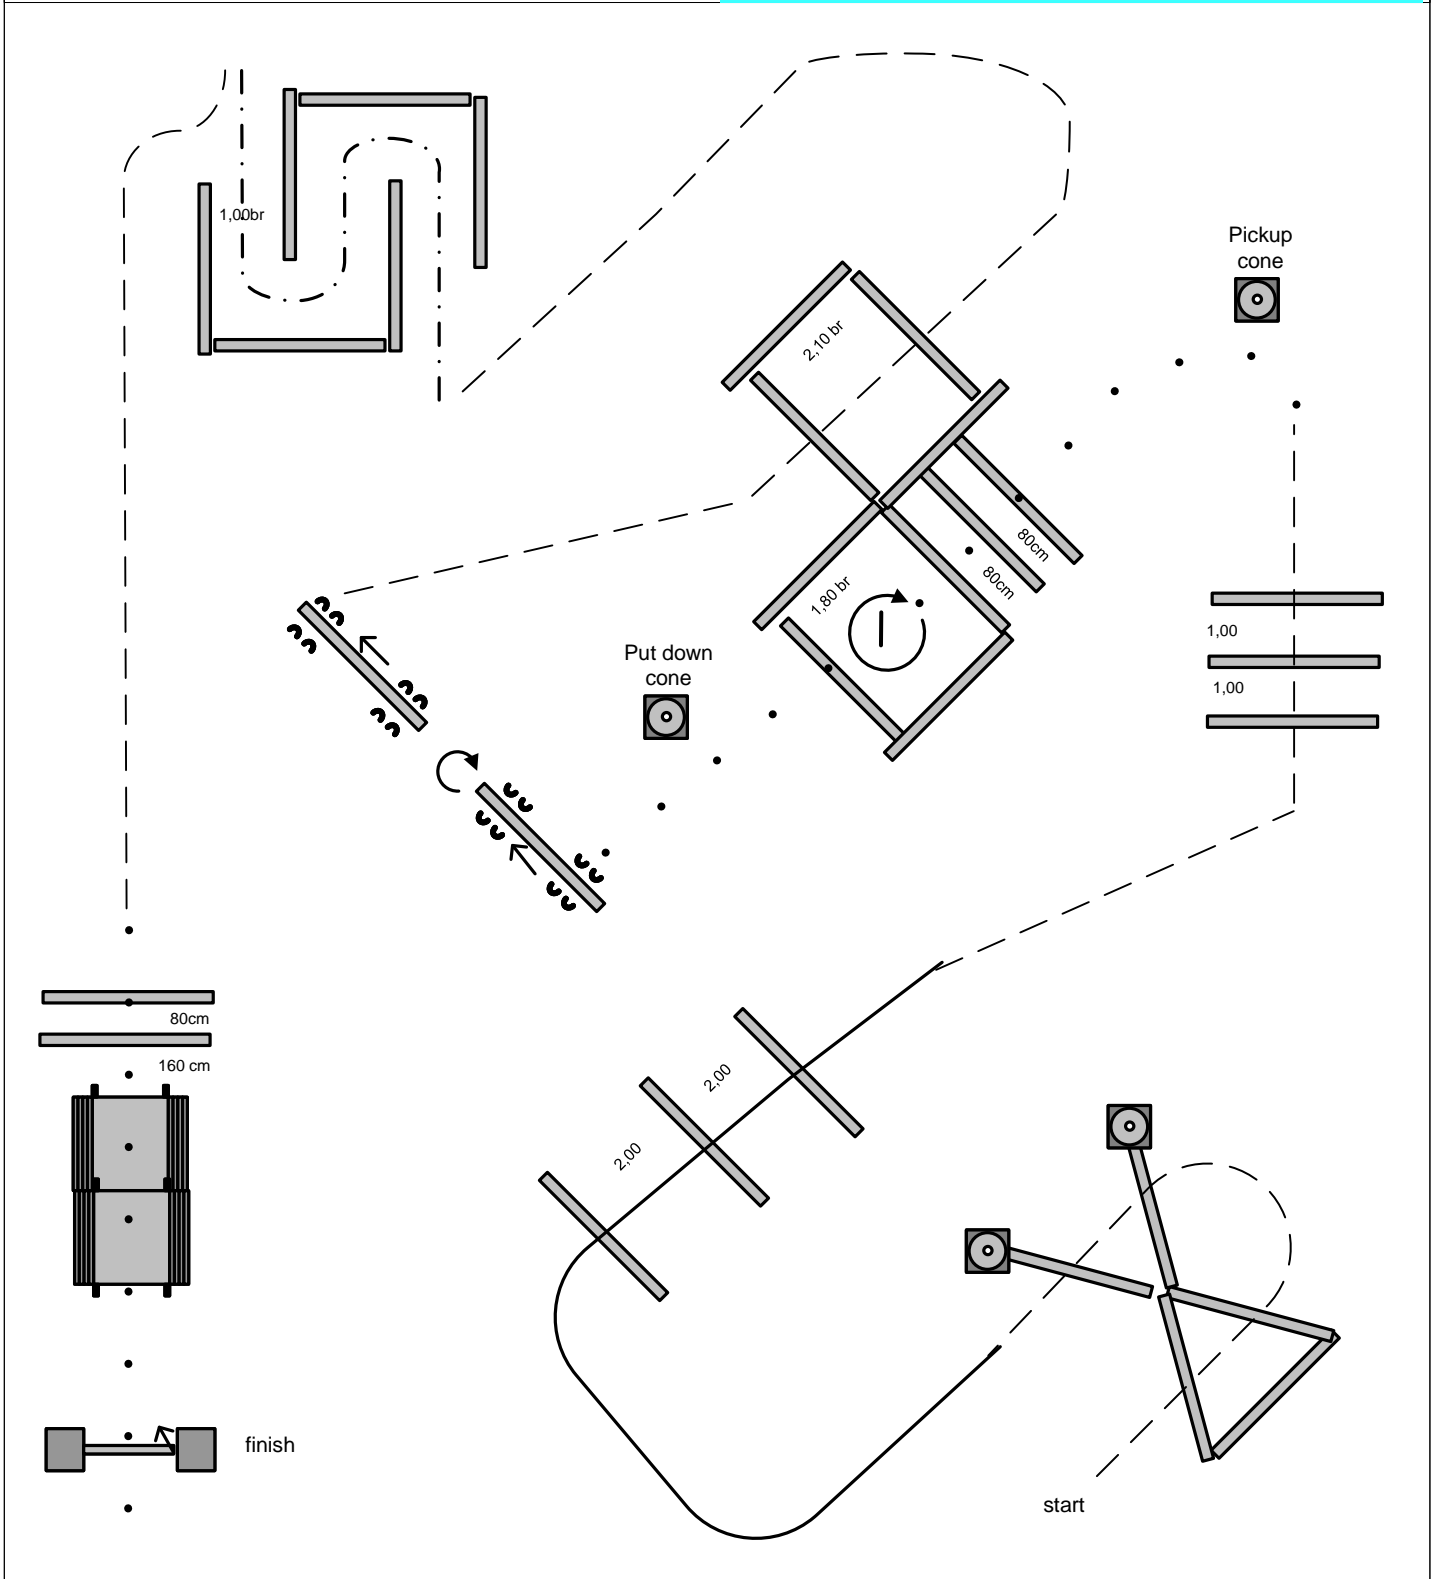 1,00br
Pickup
cone
2,10 br
80cm
80cm
1,80 br
1,00
1,00
Put down
cone
80cm
160 cm
2,00
2,00
finish
start